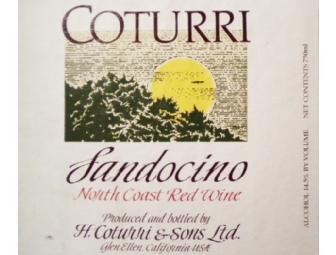 COTURRI
Sandocino
North Coast Red Wine
Produced and bottled by
H. Coturri & Sons Ltd.
Glen Ellen, California USA
ALCOHOL 14.5% BY VOLUME NET CONTENTS 750ml